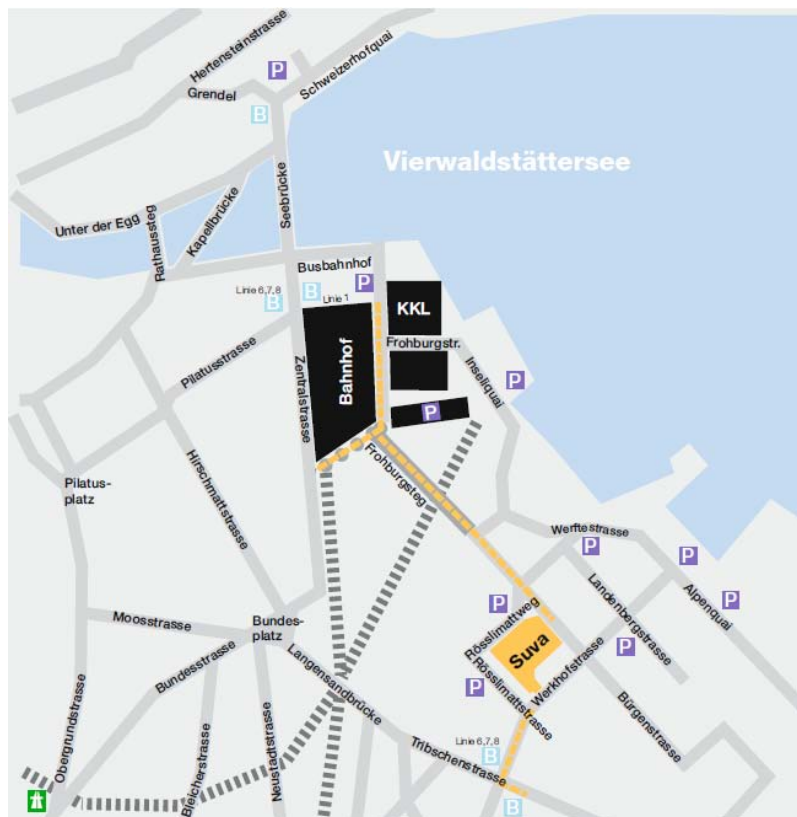 Hertensteinstrasse
P
Schweizerhofquai
Grendel
B
Vierwaldstättersee
Seebrücke
Kapellbrücke
Unter der Egg
Rathaussteg
Busbahnhof
P
Linie 6,7,8
B
B
Linie 1
KKL
Bahnhof
Frohburgstr.
Pilatusstrasse
Zentralstrasse
Inseliquai
P
P
Frohburgsteg
Hirschmattstrasse
Pilatus-
platz
Werftestrasse
P
P
Alpenquai
Landenbergstrasse
P
Rösslimattweg
Suva
Moosstrasse
Bundes-
platz
Bundesstrasse
Langensandbrücke
P
Rösslimattstrasse
Werkhofstrasse
P
Bürgenstrasse
Obergrundstrasse
Bleicherstrasse
Neustadtstrasse
Linie 6,7,8
B
Tribschenstrasse
B